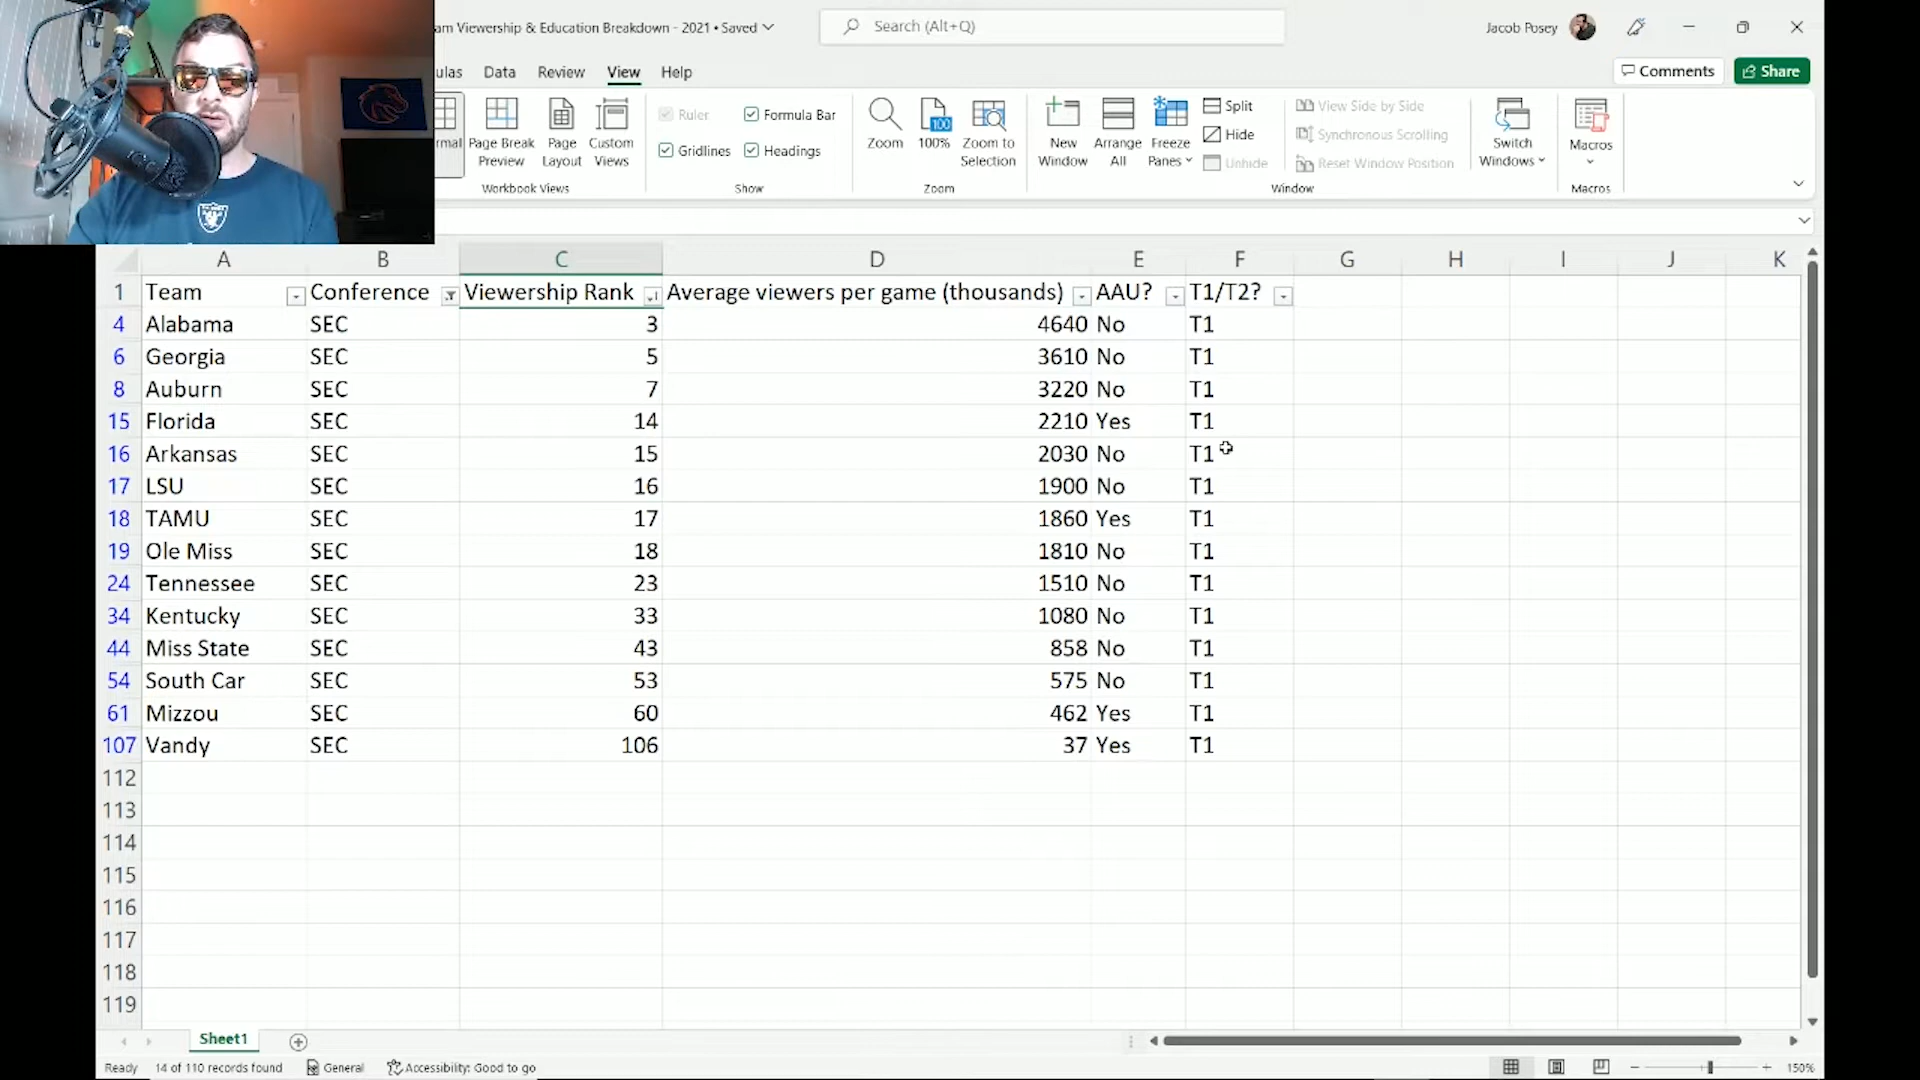 am Viewership & Education Breakdown - 2021 • Saved
Search (Alt+Q)
Jacob Posey
ulas Data Review View Help
Comments Share
rmal
Page Break Preview
Page Layout
Custom Views
Workbook Views
Ruler Formula Bar
Gridlines Headings
Show
Zoom
100%
Zoom to Selection
Zoom
New Window
Arrange All
Freeze Panes
Split
Hide
Unhide
View Side by Side
Synchronous Scrolling
Reset Window Position
Switch Windows
Window
Macros
Macros
A B C D E F G H I J K
1 Team Conference Viewership Rank Average viewers per game (thousands) AAU? T1/T2?
4 Alabama SEC 3 4640 No T1
6 Georgia SEC 5 3610 No T1
8 Auburn SEC 7 3220 No T1
15 Florida SEC 14 2210 Yes T1
16 Arkansas SEC 15 2030 No T1
17 LSU SEC 16 1900 No T1
18 TAMU SEC 17 1860 Yes T1
19 Ole Miss SEC 18 1810 No T1
24 Tennessee SEC 23 1510 No T1
34 Kentucky SEC 33 1080 No T1
44 Miss State SEC 43 858 No T1
54 South Car SEC 53 575 No T1
61 Mizzou SEC 60 462 Yes T1
107 Vandy SEC 106 37 Yes T1
112
113
114
115
116
117
118
119
Sheet1
Ready 14 of 110 records found General Accessibility: Good to go 150%